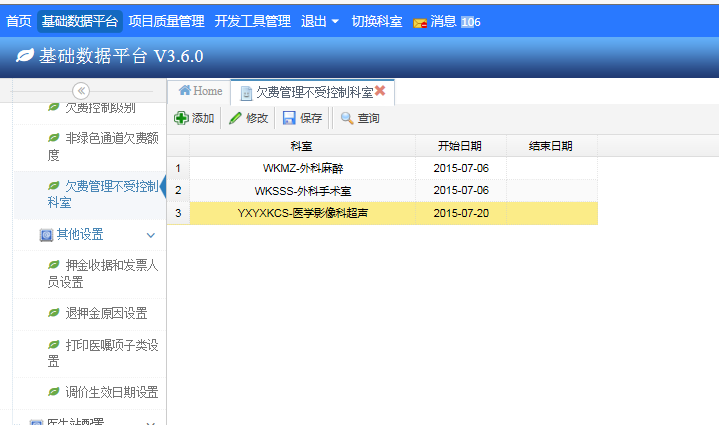 首页 基础数据平台 项目质量管理 开发工具管理 退出 切换科室 消息 106
基础数据平台 V3.6.0
欠费控制级别
非绿色通道欠费额
度
欠费管理不受控制
科室
其他设置
押金收据和发票人
员设置
退押金原因设置
打印医嘱项子类设
置
调价生效日期设置
医生站配置
Home 欠费管理不受控制科室
添加 修改 保存 查询
科室 开始日期 结束日期
1 WKMZ-外科麻醉 2015-07-06
2 WKSSS-外科手术室 2015-07-06
3 YXYXKCS-医学影像科超声 2015-07-20